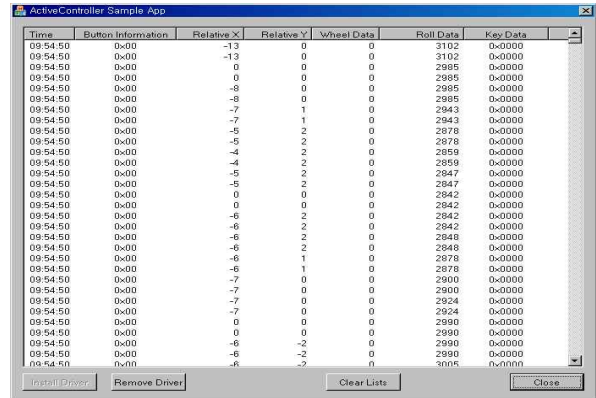 ActiveController Sample App
Time Button Information Relative X Relative Y Wheel Data Roll Data Key Data
09:54:50 0x00 -13 0 0 3102 0x0000
09:54:50 0x00 -13 0 0 3102 0x0000
09:54:50 0x00 0 0 0 2985 0x0000
09:54:50 0x00 0 0 0 2985 0x0000
09:54:50 0x00 -8 0 0 2985 0x0000
09:54:50 0x00 -8 0 0 2985 0x0000
09:54:50 0x00 -7 1 0 2943 0x0000
09:54:50 0x00 -7 1 0 2943 0x0000
09:54:50 0x00 -5 2 0 2878 0x0000
09:54:50 0x00 -5 2 0 2878 0x0000
09:54:50 0x00 -4 2 0 2859 0x0000
09:54:50 0x00 -4 2 0 2859 0x0000
09:54:50 0x00 -5 2 0 2847 0x0000
09:54:50 0x00 -5 2 0 2847 0x0000
09:54:50 0x00 0 0 0 2842 0x0000
09:54:50 0x00 0 0 0 2842 0x0000
09:54:50 0x00 -6 2 0 2842 0x0000
09:54:50 0x00 -6 2 0 2842 0x0000
09:54:50 0x00 -6 2 0 2848 0x0000
09:54:50 0x00 -6 2 0 2848 0x0000
09:54:50 0x00 -6 1 0 2878 0x0000
09:54:50 0x00 -6 1 0 2878 0x0000
09:54:50 0x00 -7 0 0 2900 0x0000
09:54:50 0x00 -7 0 0 2900 0x0000
09:54:50 0x00 -7 0 0 2924 0x0000
09:54:50 0x00 -7 0 0 2924 0x0000
09:54:50 0x00 0 0 0 2990 0x0000
09:54:50 0x00 0 0 0 2990 0x0000
09:54:50 0x00 -6 -2 0 2990 0x0000
09:54:50 0x00 -6 -2 0 2990 0x0000
09:54:50 0x00 -6 -2 0 3005 0x0000
Install Driver Remove Driver Clear Lists Close